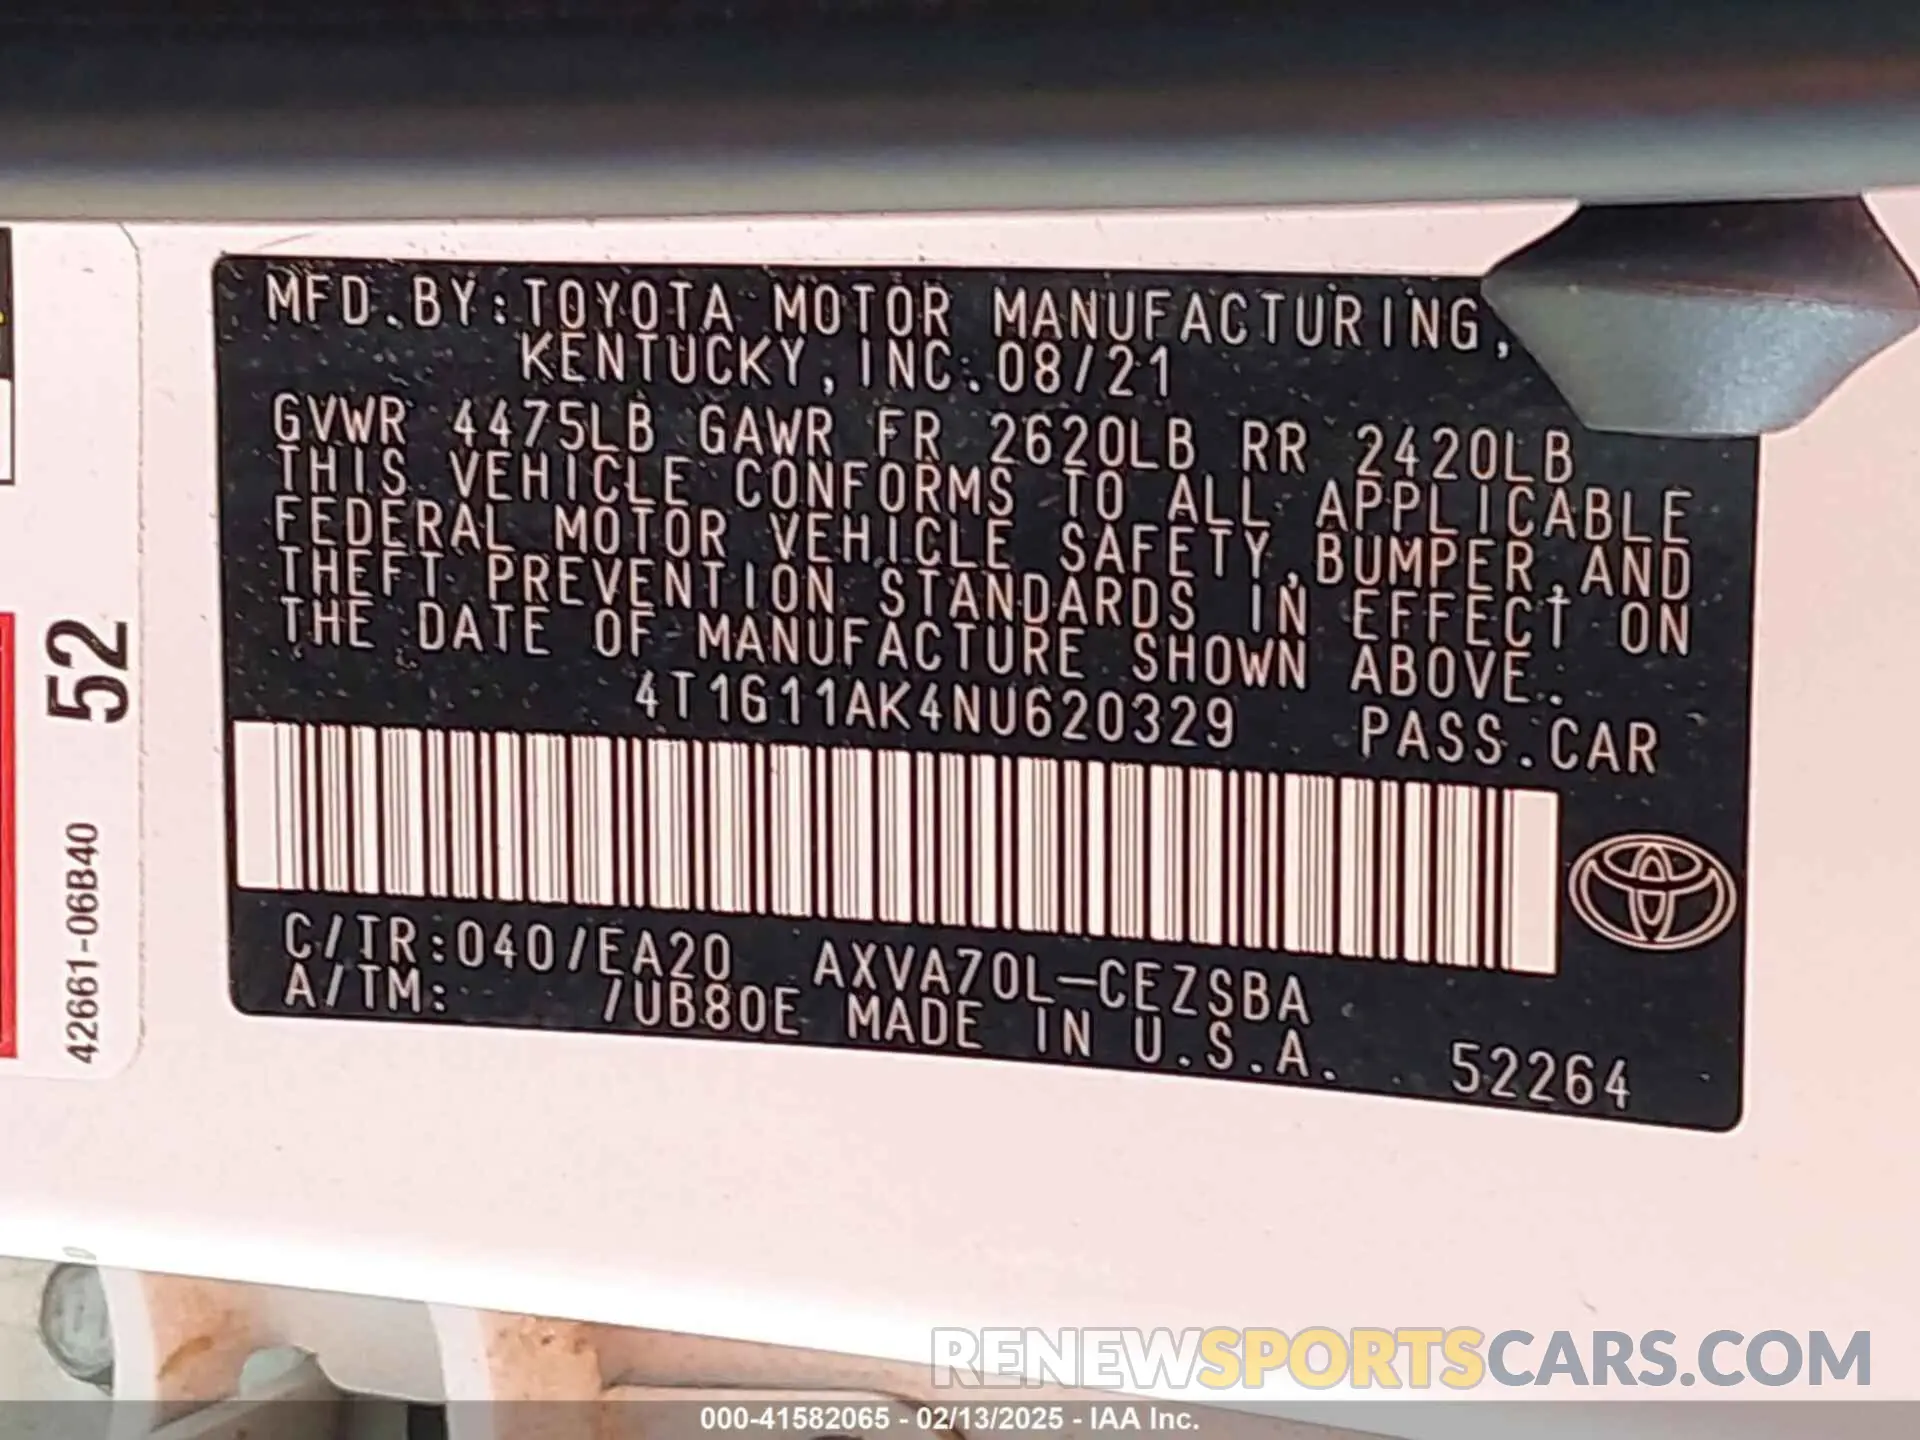 MFD.BY:TOYOTA MOTOR MANUFACTURING,
KENTUCKY, INC. 08/21
GVWR 4475LB GAWR FR 2620LB RR 2420LB
THIS VEHICLE CONFORMS TO ALL APPLICABLE
FEDERAL MOTOR VEHICLE SAFETY,BUMPER,AND
THEFT PREVENTION STANDARDS IN EFFECT ON
THE DATE OF MANUFACTURE SHOWN ABOVE.
4T1G11AK4NU620329 PASS.CAR
C/TR:040/EA20 AXVA70L-CEZSBA
A/TM: /UB80E MADE IN U.S.A. 52264
52
42661-06B40
RENEWSPORTSCARS.COM
000-41582065 - 02/13/2025 - IAA Inc.